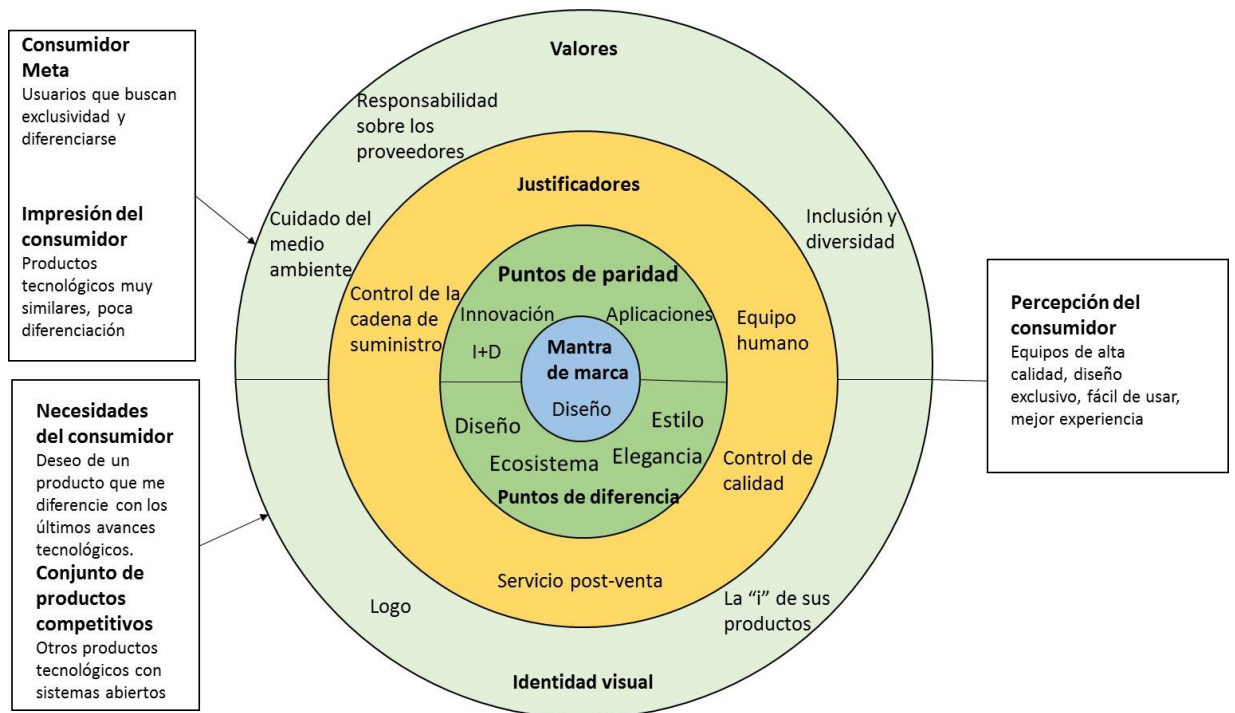 Consumidor
Meta
Usuarios que buscan
exclusividad y
diferenciarse
Impresión del
consumidor
Productos
tecnológicos muy
similares, poca
diferenciación
Necesidades
del consumidor
Deseo de un
producto que me
diferencie con los
últimos avances
tecnológicos.
Conjunto de
productos
competitivos
Otros productos
tecnológicos con
sistemas abiertos
Valores
Responsabilidad
sobre los
proveedores
Cuidado del
medio
ambiente
Inclusión y
diversidad
Justificadores
Control de la
cadena de
suministro
Equipo
humano
Puntos de paridad
Innovación
Aplicaciones
I+D
Mantra
de marca
Diseño
Diseño
Estilo
Ecosistema
Elegancia
Puntos de diferencia
Control de
calidad
Servicio post-venta
Logo
La “i” de sus
productos
Identidad visual
Percepción del
consumidor
Equipos de alta
calidad, diseño
exclusivo, fácil de usar,
mejor experiencia